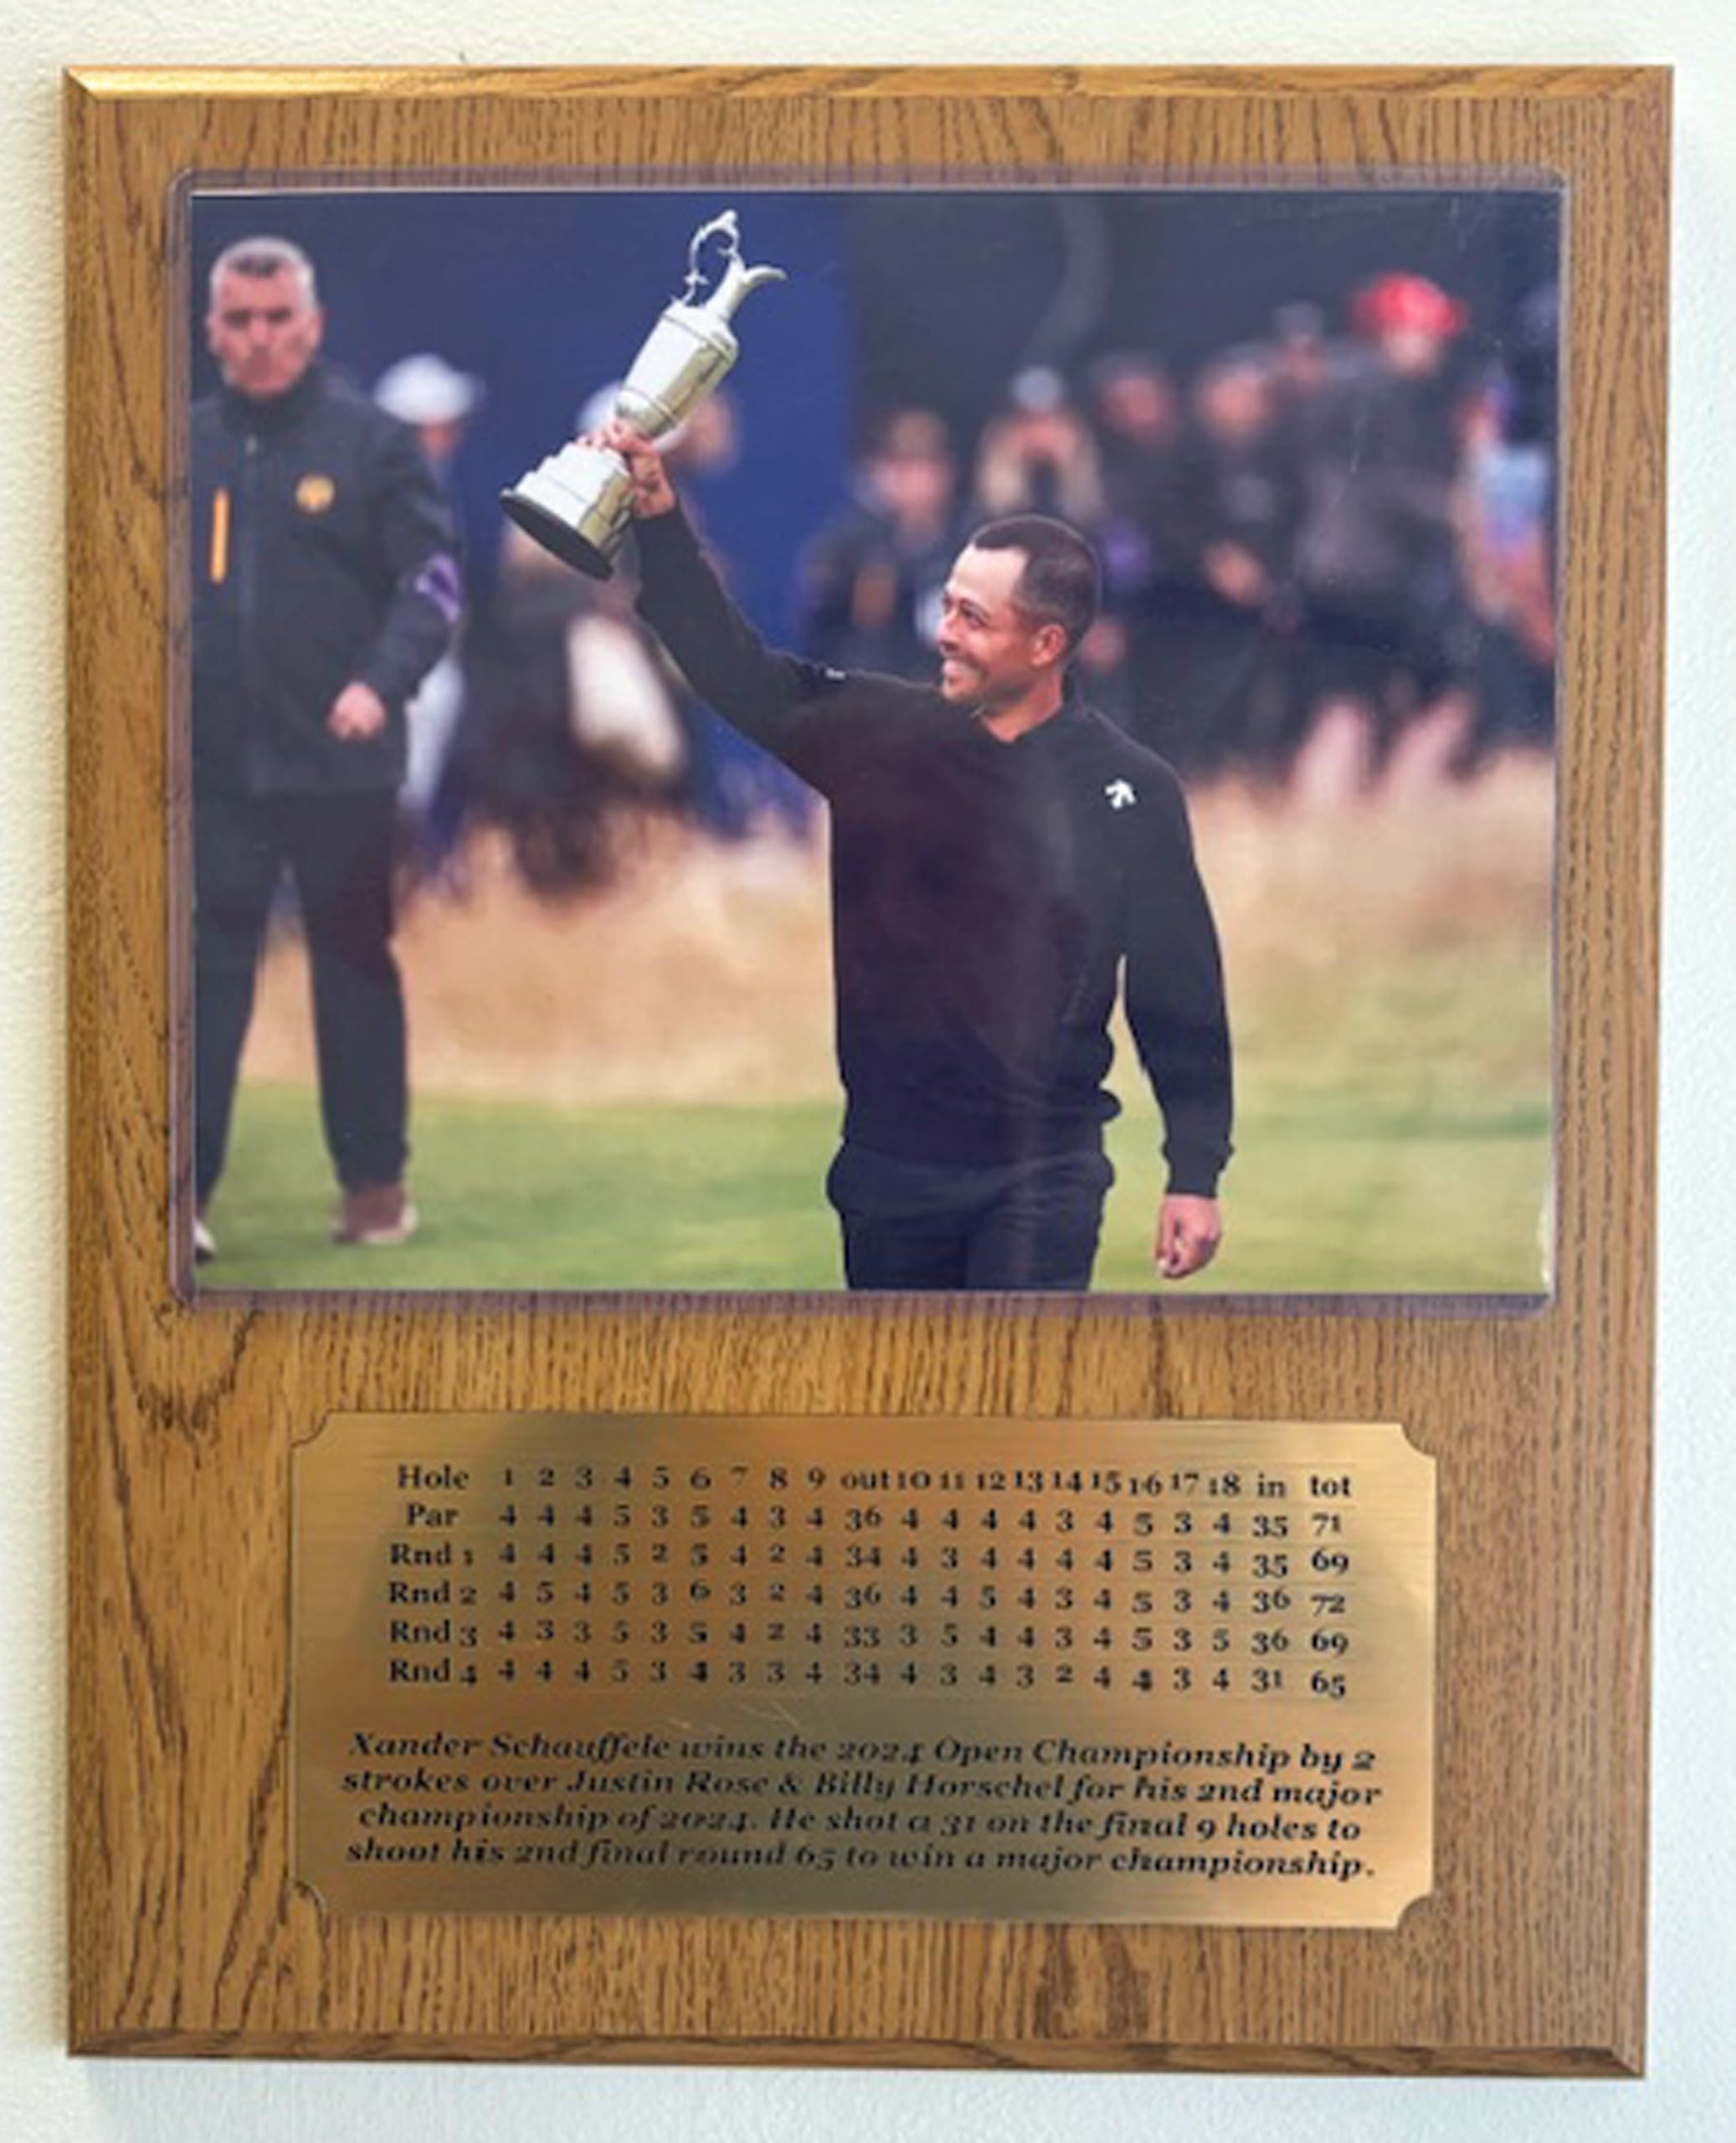 Hole 1 2 3 4 5 6 7 8 9 out 10 11 12 13 14 15 16 17 18 in tot
Par 4 4 4 5 3 5 4 3 4 36 4 4 4 4 3 4 5 3 4 35 71
Rnd 1 4 4 4 5 2 5 4 2 4 34 4 3 4 4 4 4 5 3 4 35 69
Rnd 2 4 5 4 5 3 6 3 2 4 36 4 4 5 4 3 4 5 3 4 36 72
Rnd 3 4 3 3 5 3 5 4 2 4 33 3 5 4 4 3 4 5 3 5 36 69
Rnd 4 4 4 4 5 3 4 3 3 4 34 4 3 4 3 2 4 4 3 4 31 65
Xander Schauffele wins the 2024 Open Championship by 2
strokes over Justin Rose & Billy Horschel for his 2nd major
championship of 2024. He shot a 31 on the final 9 holes to
shoot his 2nd final round 65 to win a major championship.